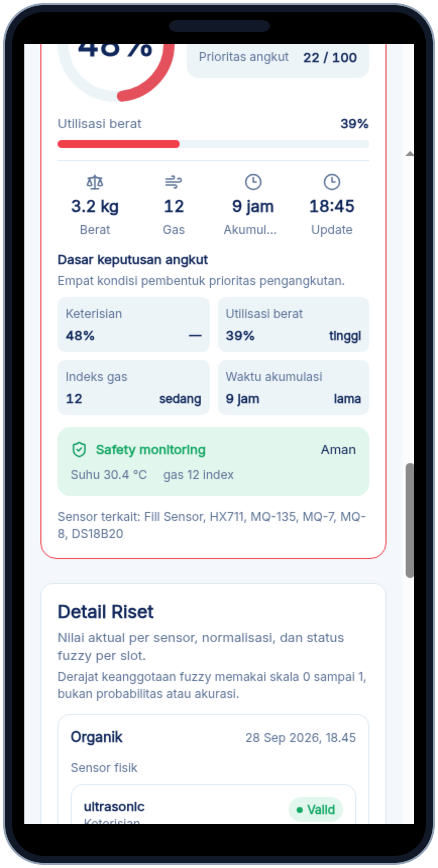 48%
Prioritas angkut 22 / 100
Utilisasi berat 39%
3.2 kg 12 9 jam 18:45
Berat Gas Akumul... Update
Dasar keputusan angkut
Empat kondisi pembentuk prioritas pengangkutan.
Keterisian Utilisasi berat
48% — 39% tinggi
Indeks gas Waktu akumulasi
12 sedang 9 jam lama
Safety monitoring Aman
Suhu 30.4 °C gas 12 index
Sensor terkait: Fill Sensor, HX711, MQ-135, MQ-7, MQ-
8, DS18B20
Detail Riset
Nilai aktual per sensor, normalisasi, dan status
fuzzy per slot.
Derajat keanggotaan fuzzy memakai skala 0 sampai 1,
bukan probabilitas atau akurasi.
Organik 28 Sep 2026, 18.45
Sensor fisik
ultrasonic Valid
Keterisian